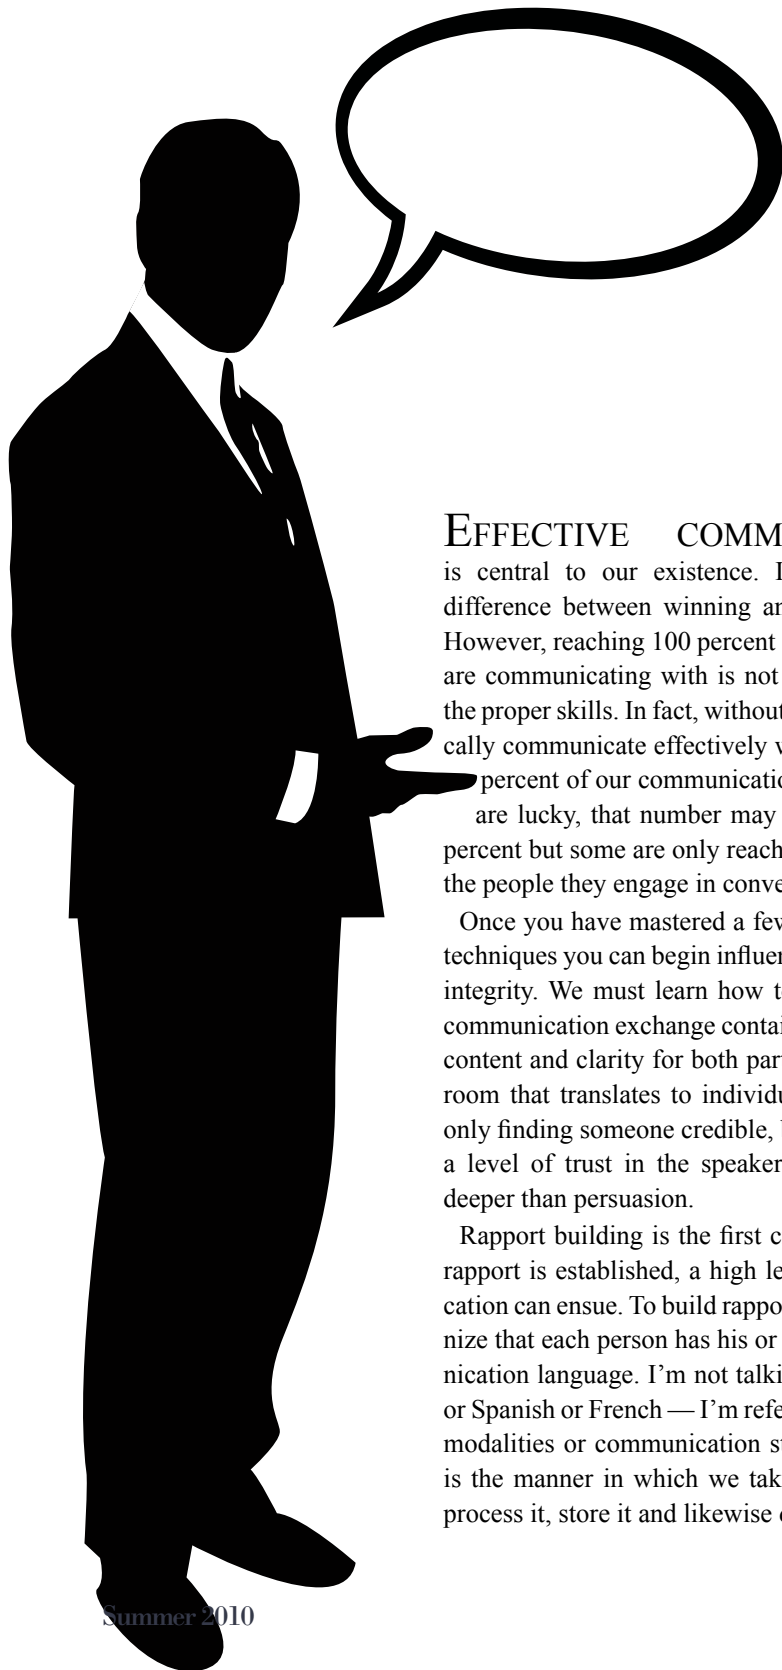 EFFECTIVE COMM
is central to our existence. I
difference between winning an
However, reaching 100 percent
are communicating with is not
the proper skills. In fact, without
cally communicate effectively w
percent of our communicatio
are lucky, that number may
percent but some are only reach
the people they engage in conve
Once you have mastered a few
techniques you can begin influen
integrity. We must learn how t
communication exchange contai
content and clarity for both part
room that translates to individu
only finding someone credible, b
a level of trust in the speaker
deeper than persuasion.
Rapport building is the first c
rapport is established, a high le
cation can ensue. To build rappo
nize that each person has his or
nication language. I’m not talki
or Spanish or French — I’m refe
modalities or communication st
is the manner in which we tak
process it, store it and likewise
Summer 2010